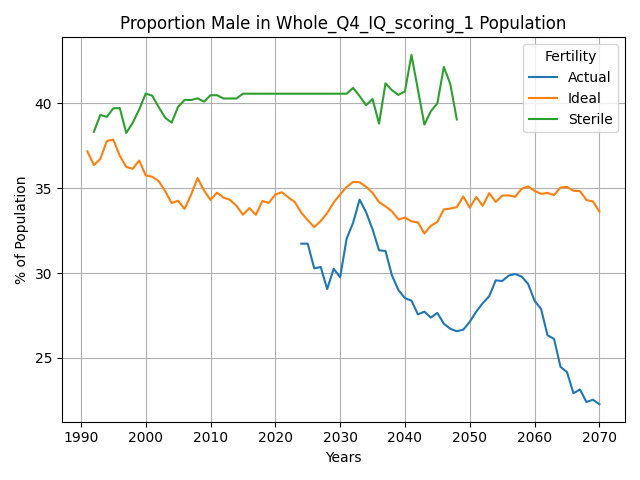 Proportion Male in Whole_Q4_IQ_scoring_1 Population
Fertility
Actual
Ideal
Sterile
% of Population
40
35
30
25
1990 2000 2010 2020 2030 2040 2050 2060 2070
Years